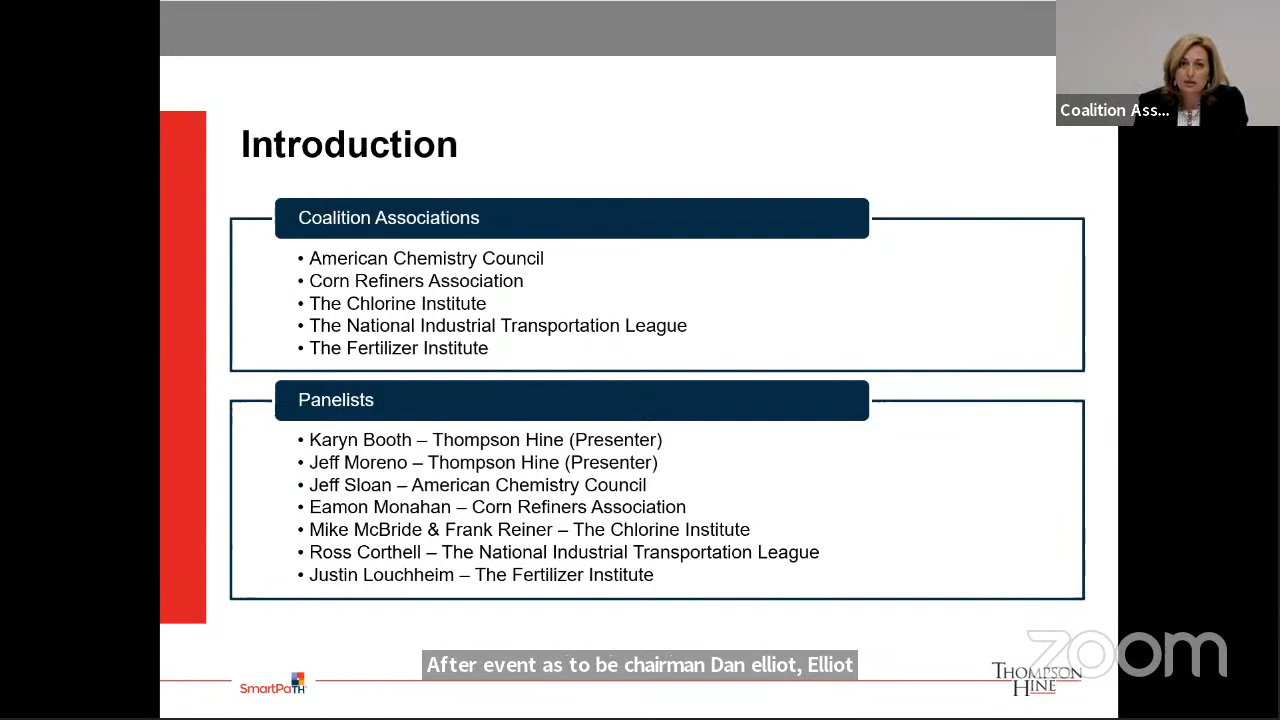 Coalition Ass...
Introduction
Coalition Associations
• American Chemistry Council
• Corn Refiners Association
• The Chlorine Institute
• The National Industrial Transportation League
• The Fertilizer Institute
Panelists
• Karyn Booth – Thompson Hine (Presenter)
• Jeff Moreno – Thompson Hine (Presenter)
• Jeff Sloan – American Chemistry Council
• Eamon Monahan – Corn Refiners Association
• Mike McBride & Frank Reiner – The Chlorine Institute
• Ross Corthell – The National Industrial Transportation League
• Justin Louchheim – The Fertilizer Institute
After event as to be chairman Dan elliot, Elliot
SmartPaTH
THOMPSON
HINE
zoom